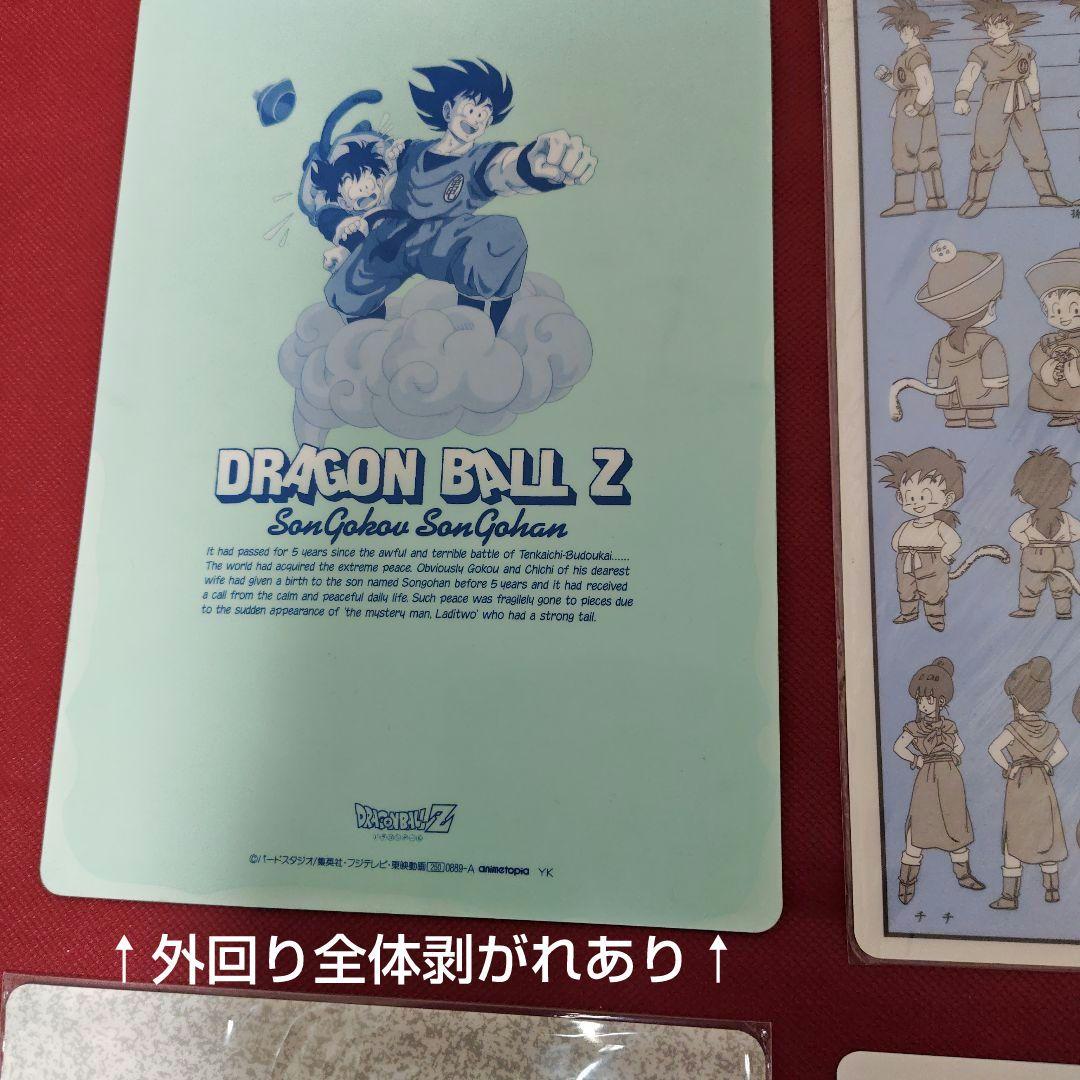 DRAGON BALL Z
SonGokou SonGohan
It had passed for 5 years since the awful and terrible battle of Tenkaichi-Budoukai......
The world had acquired the extreme peace. Obviously Gokou and Chichi of his dearest
wife had given a birth to the son named Songohan before 5 years and it had received
a call from the calm and peaceful daily life. Such peace was fraglely gone to pieces due
to the sudden appearance of 'the mystery man, Laditwo' who had a strong tail.
DRAGONBALL Z
©バードスタジオ/集英社・フジテレビ・東映動画 260 0889-A animetopia YK
↑外回り全体剥がれあり↑
チチ